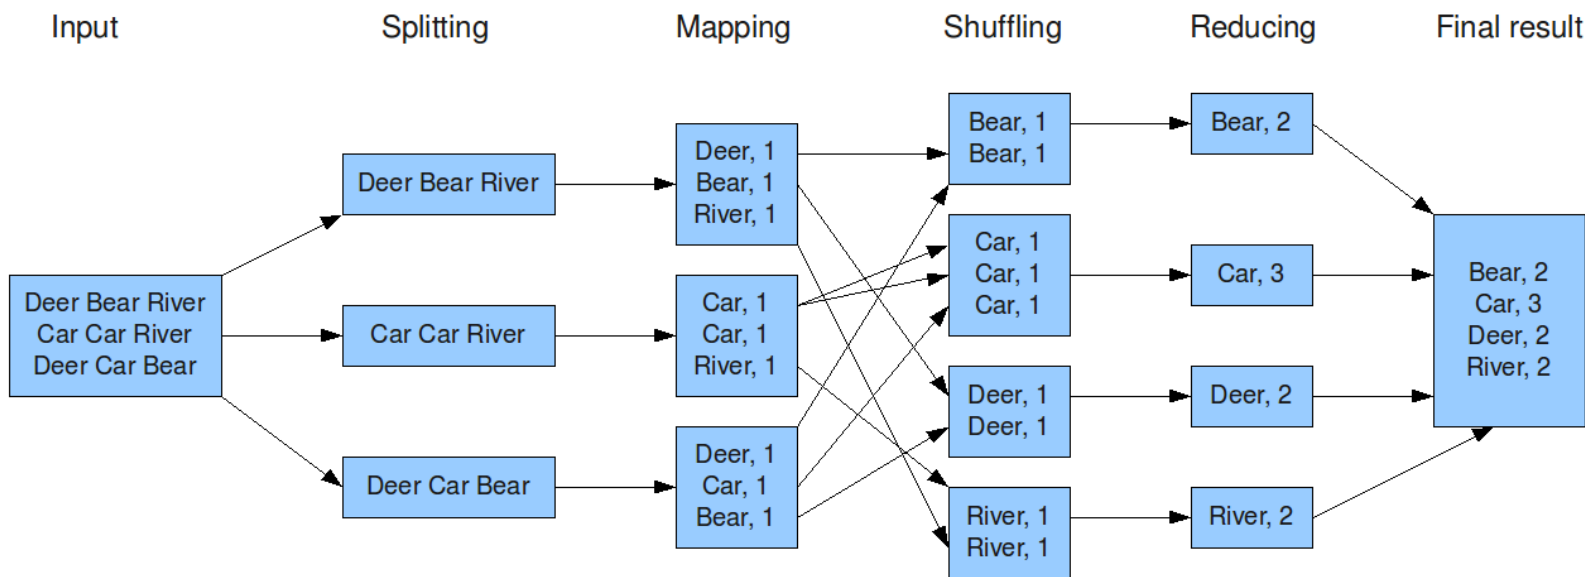 Input
Splitting
Mapping
Shuffling
Reducing
Final result
Deer Bear River
Car Car River
Deer Car Bear
Deer Bear River
Car Car River
Deer Car Bear
Deer, 1
Bear, 1
River, 1
Car, 1
Car, 1
River, 1
Deer, 1
Car, 1
Bear, 1
Bear, 1
Bear, 1
Car, 1
Car, 1
Car, 1
Deer, 1
Deer, 1
River, 1
River, 1
Bear, 2
Car, 3
Deer, 2
River, 2
Bear, 2
Car, 3
Deer, 2
River, 2